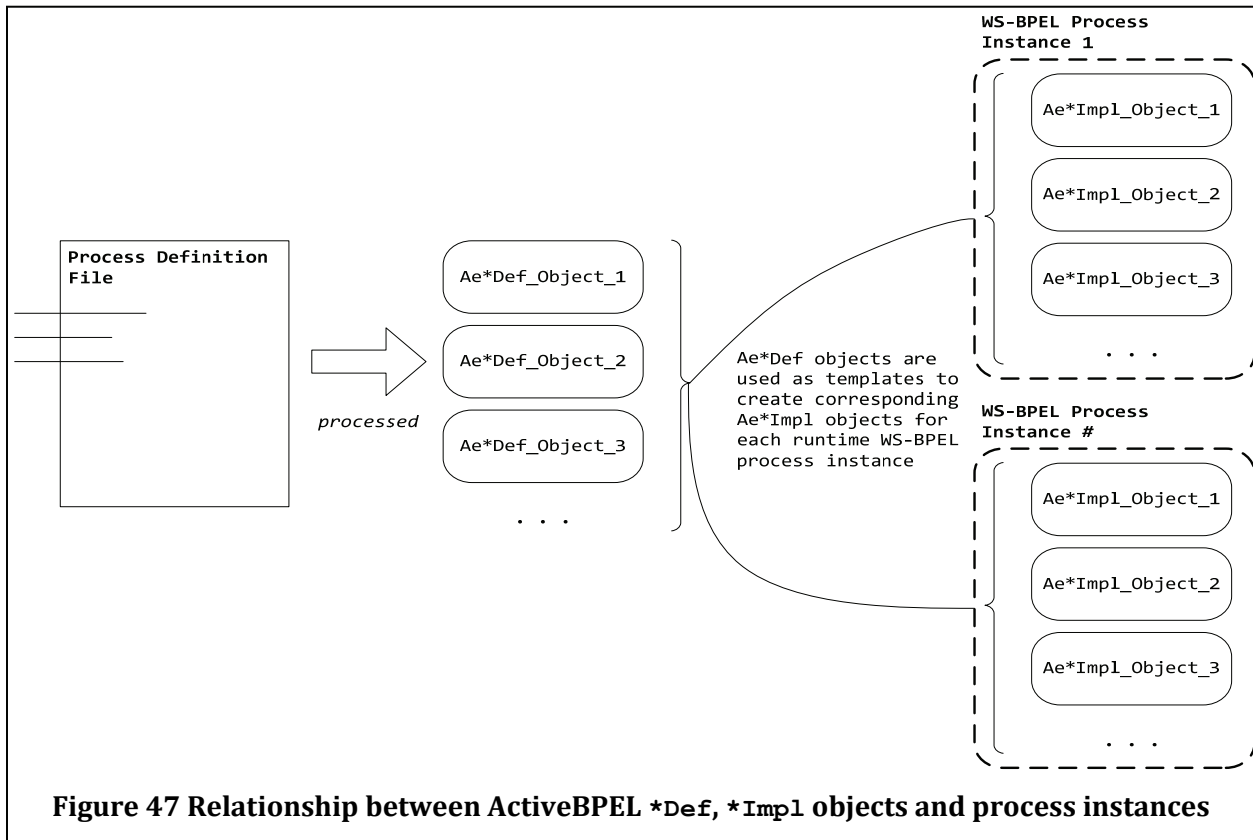 Process Definition
File
processed
Ae*Def_Object_1
Ae*Def_Object_2
Ae*Def_Object_3
. . .
Ae*Def objects are
used as templates to
create corresponding
Ae*Impl objects for
each runtime WS-BPEL
process instance
WS-BPEL Process
Instance 1
Ae*Impl_Object_1
Ae*Impl_Object_2
Ae*Impl_Object_3
. . .
WS-BPEL Process
Instance #
Ae*Impl_Object_1
Ae*Impl_Object_2
Ae*Impl_Object_3
. . .
Figure 47 Relationship between ActiveBPEL *Def, *Impl objects and process instances